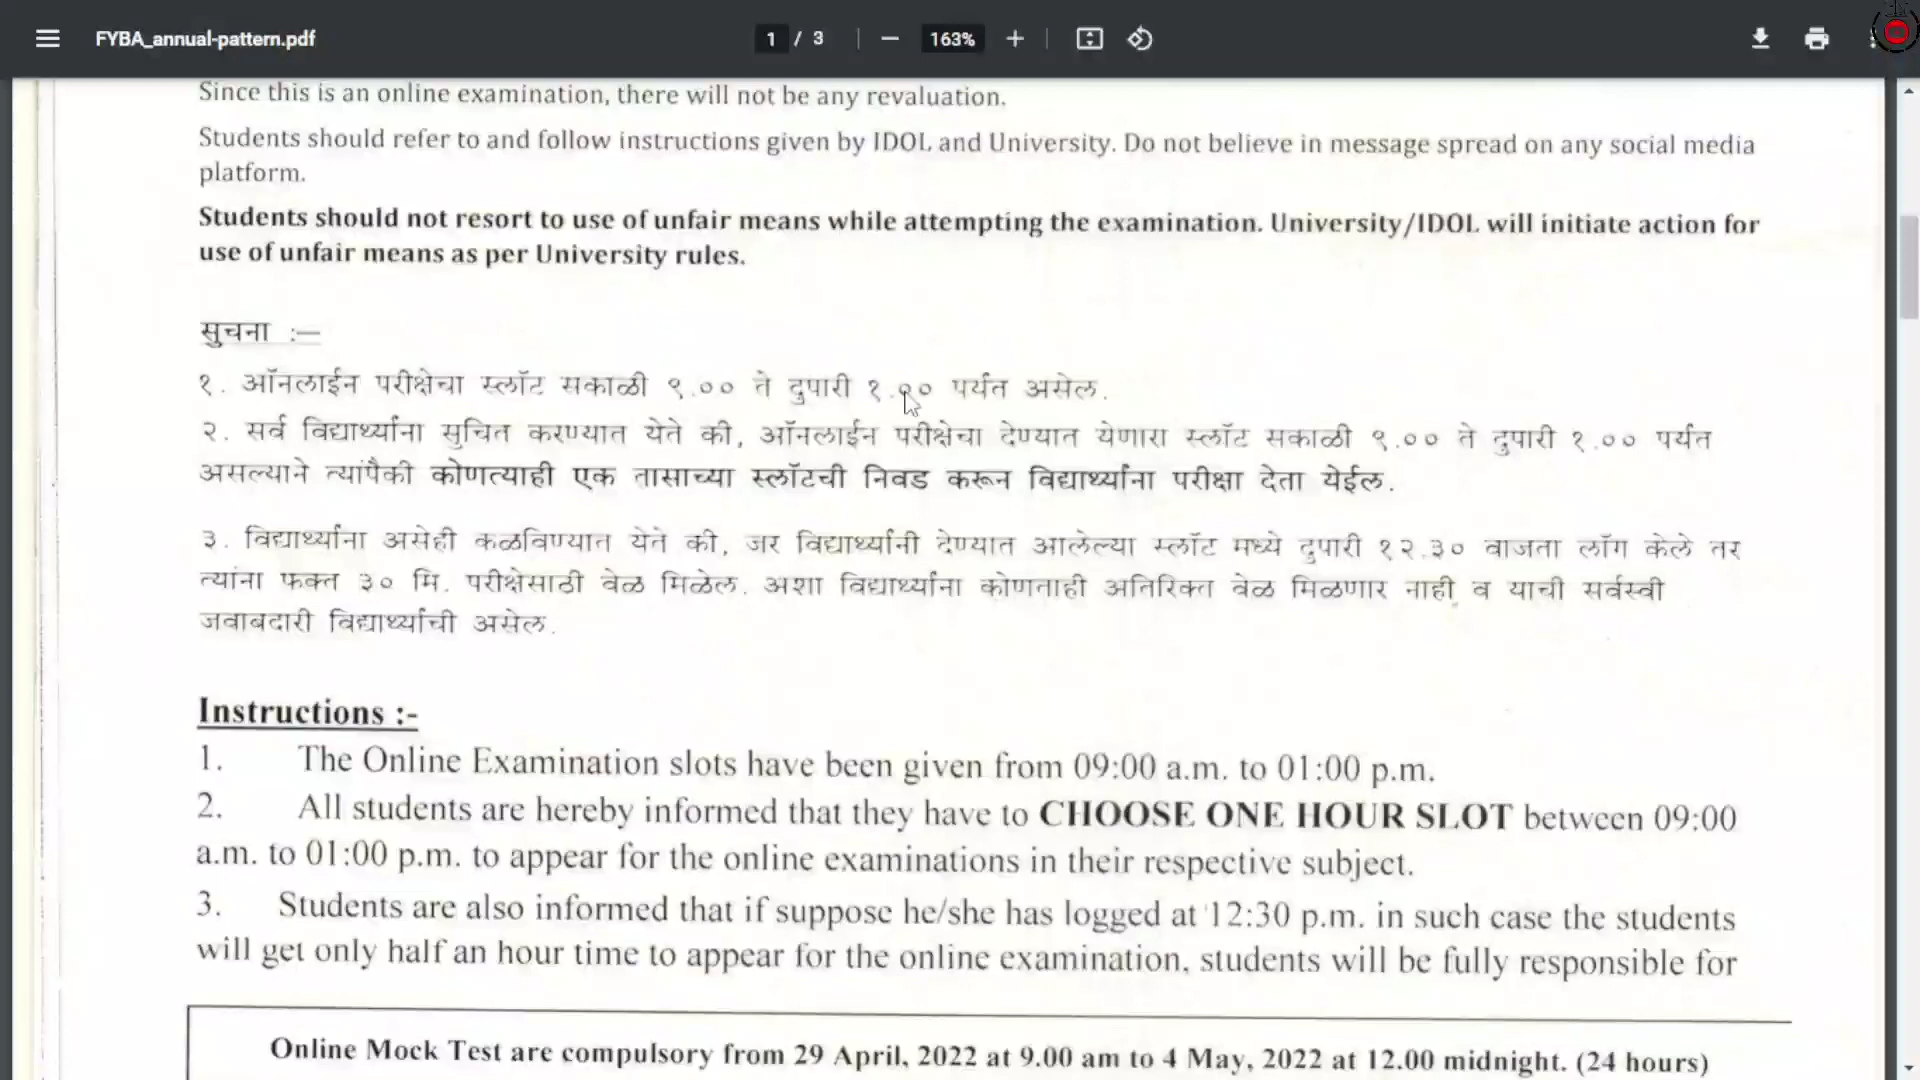 FYBA_annual-pattern.pdf
1 / 3
163%
Since this is an online examination, there will not be any revaluation.
Students should refer to and follow instructions given by IDOL and University. Do not believe in message spread on any social media
platform.
Students should not resort to use of unfair means while attempting the examination. University/IDOL will initiate action for
use of unfair means as per University rules.
सुचना :—
१. ऑनलाईन परीक्षेचा स्लॉट सकाळी ९.०० ते दुपारी १.०० पर्यंत असेल.
२. सर्व विद्यार्थ्यांना सुचित करण्यात येते की, ऑनलाईन परीक्षेचा देण्यात येणारा स्लॉट सकाळी ९.०० ते दुपारी १.०० पर्यंत
असल्याने त्यांपैकी कोणत्याही एक तासाच्या स्लॉटची निवड करून विद्यार्थ्यांना परीक्षा देता येईल.
३. विद्यार्थ्यांना असेही कळविण्यात येते की, जर विद्यार्थ्यांनी देण्यात आलेल्या स्लॉट मध्ये दुपारी १२.३० वाजता लॉग केले तर
त्यांना फक्त ३० मि. परीक्षेसाठी वेळ मिळेल. अशा विद्यार्थ्यांना कोणताही अतिरिक्त वेळ मिळणार नाही व याची सर्वस्वी
जवाबदारी विद्यार्थ्यांची असेल.
Instructions :-
1. The Online Examination slots have been given from 09:00 a.m. to 01:00 p.m.
2. All students are hereby informed that they have to CHOOSE ONE HOUR SLOT between 09:00
a.m. to 01:00 p.m. to appear for the online examinations in their respective subject.
3. Students are also informed that if suppose he/she has logged at 12:30 p.m. in such case the students
will get only half an hour time to appear for the online examination, students will be fully responsible for
Online Mock Test are compulsory from 29 April, 2022 at 9.00 am to 4 May, 2022 at 12.00 midnight. (24 hours)